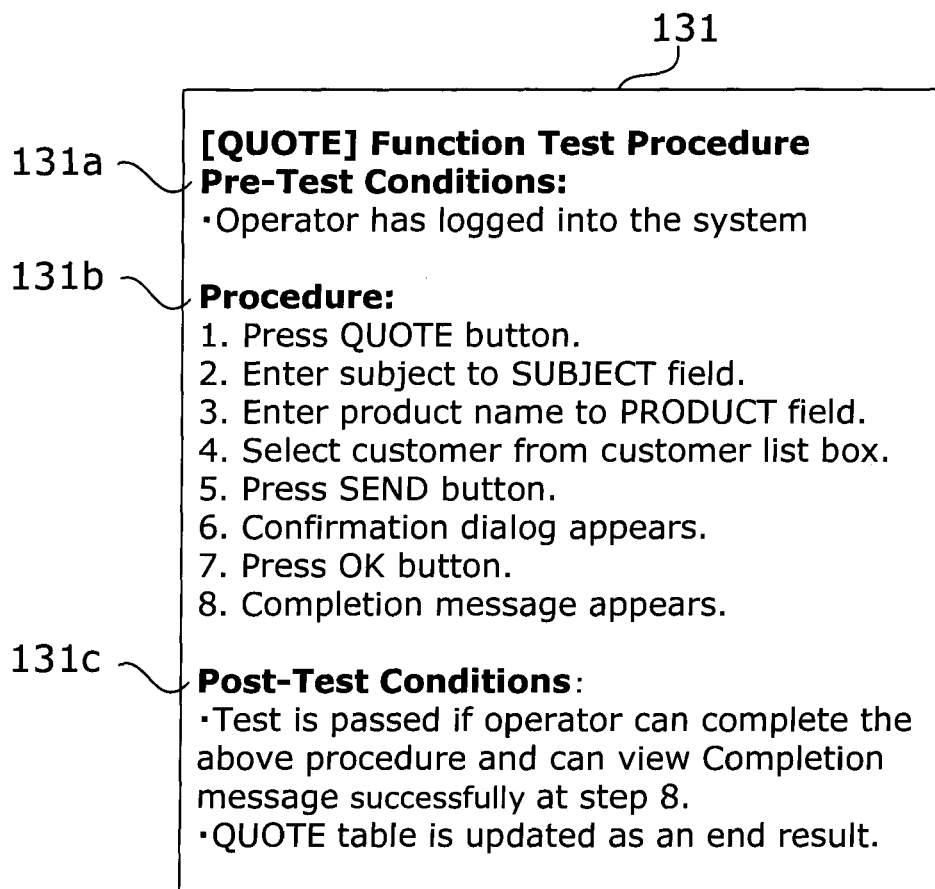 131
131a
[QUOTE] Function Test Procedure
Pre-Test Conditions:
･Operator has logged into the system
131b
Procedure:
1. Press QUOTE button.
2. Enter subject to SUBJECT field.
3. Enter product name to PRODUCT field.
4. Select customer from customer list box.
5. Press SEND button.
6. Confirmation dialog appears.
7. Press OK button.
8. Completion message appears.
131c
Post-Test Conditions:
･Test is passed if operator can complete the
above procedure and can view Completion
message successfully at step 8.
･QUOTE table is updated as an end result.